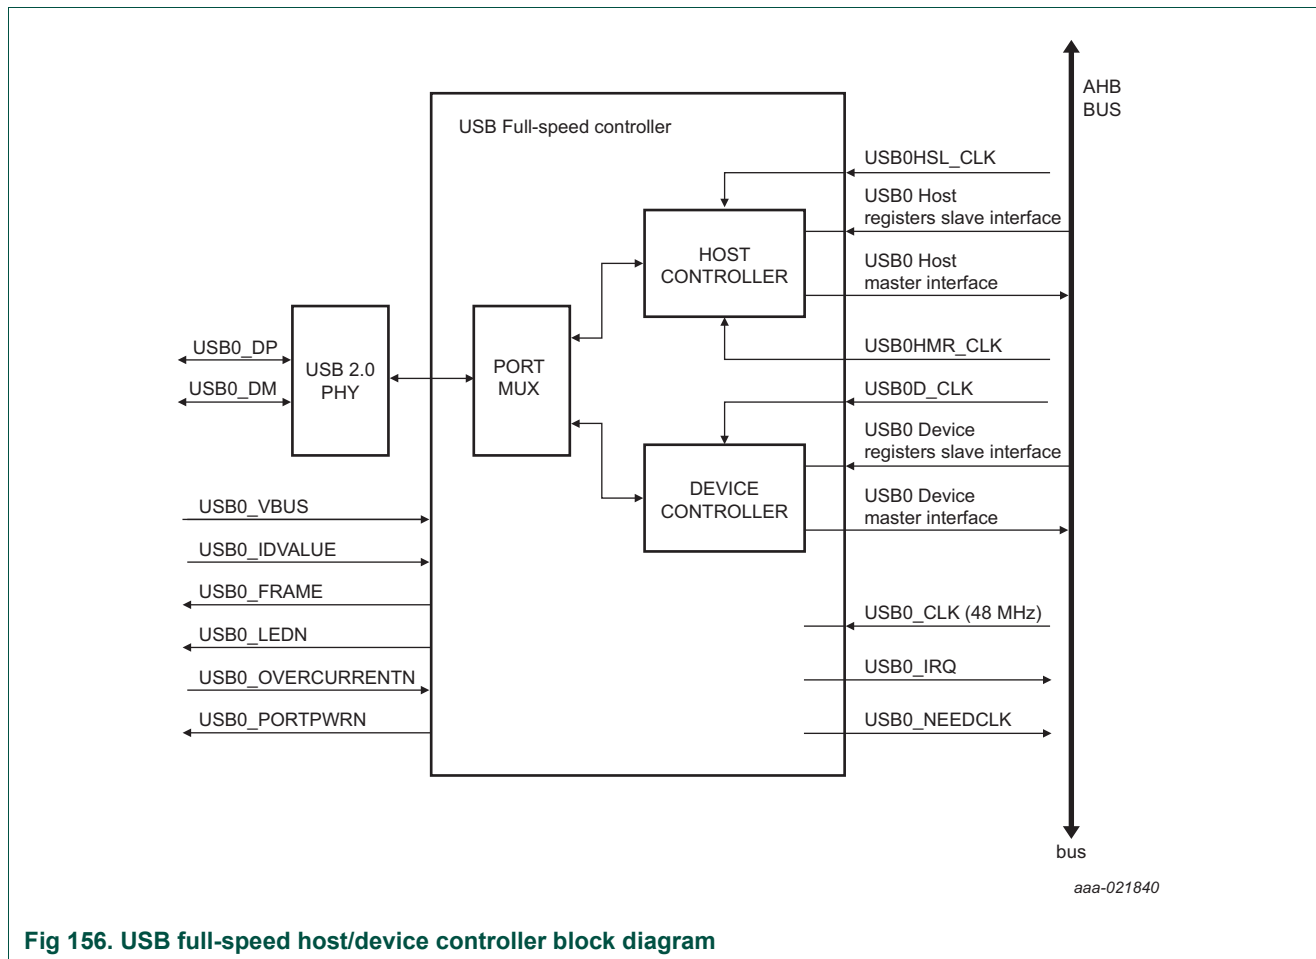 AHB
BUS
USB Full-speed controller
USB0HSL_CLK
USB0 Host
registers slave interface
HOST
CONTROLLER
USB0 Host
master interface
USB0_DP
USB0_DM
USB 2.0
PHY
PORT
MUX
USB0HMR_CLK
USB0D_CLK
USB0 Device
registers slave interface
DEVICE
CONTROLLER
USB0 Device
master interface
USB0_VBUS
USB0_IDVALUE
USB0_FRAME
USB0_LEDN
USB0_OVERCURRENTN
USB0_PORTPWRN
USB0_CLK (48 MHz)
USB0_IRQ
USB0_NEEDCLK
bus
aaa-021840
Fig 156. USB full-speed host/device controller block diagram